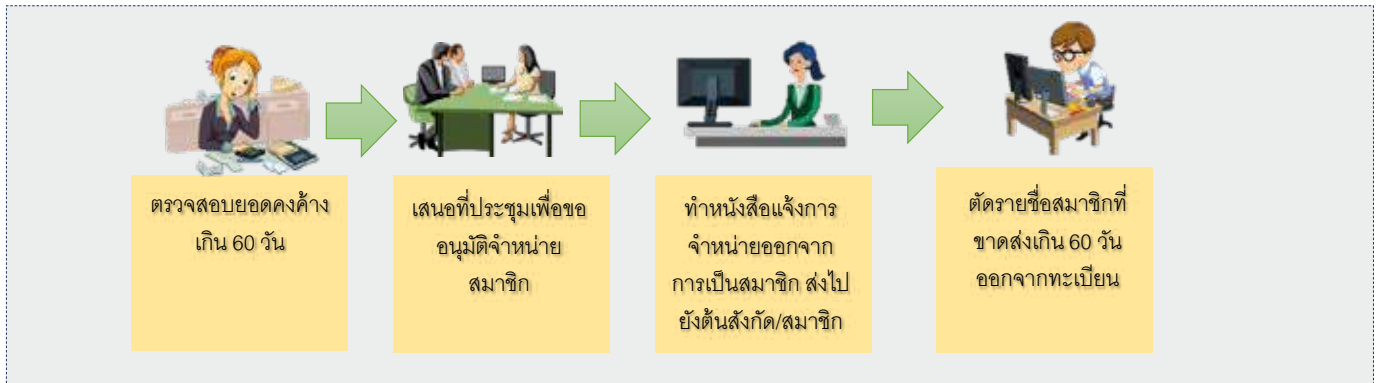 ตรวจสอบยอดคงค้าง
เกิน 60 วัน
เสนอที่ประชุมเพื่อขอ
อนุมัติจำหน่าย
สมาชิก
ทำหนังสือแจ้งการ
จำหน่ายออกจาก
การเป็นสมาชิก ส่งไป
ยังต้นสังกัด/สมาชิก
ตัดรายชื่อสมาชิกที่
ขาดส่งเกิน 60 วัน
ออกจากทะเบียน